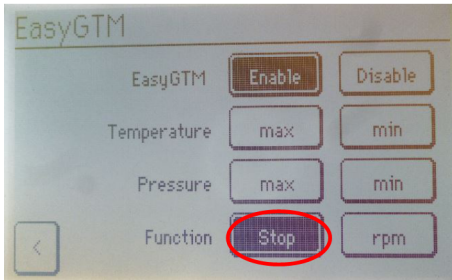 EasyGTM
EasyGTM Enable Disable
Temperature max min
Pressure max min
Function Stop rpm
<